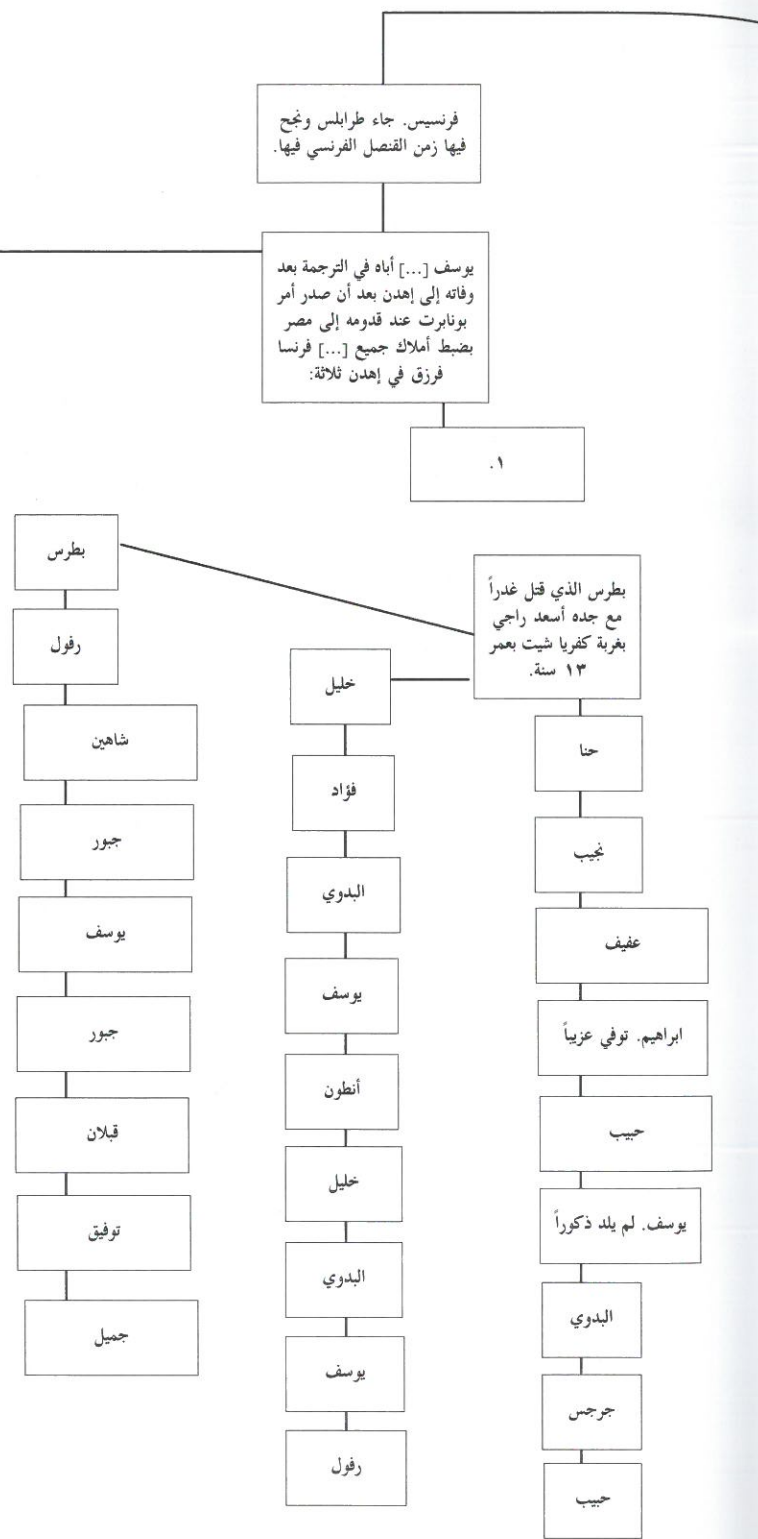 فرنسيس. جاء طرابلس ونجح
فيها زمن القنصل الفرنسي فيها.
يوسف [...] أباه في الترجمة بعد
وفاته إلى إهدن بعد أن صدر أمر
بونابرت عند قدومه إلى مصر
بضبط أملاك جميع [...] فرنسا
فرزق في إهدن ثلاثة:
١.
بطرس الذي قتل غدراً
مع جده أسعد راجي
بغربة كفريا شيت بعمر
١٣ سنة.
حنا
نجيب
عفيف
ابراهيم. توفي عزيباً
حبيب
يوسف. لم يلد ذكوراً
البدوي
جرجس
حبيب
خليل
فؤاد
البدوي
يوسف
أنطون
خليل
البدوي
يوسف
رفول
بطرس
رفول
شاهين
جبور
يوسف
جبور
قبلان
توفيق
جميل